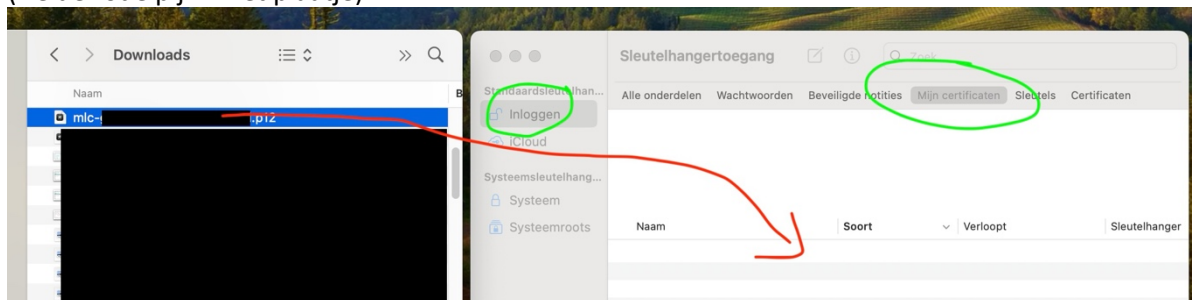 Downloads
Naam
mlc-
.p12
Sleutelhangertoegang
Zoek
Standaardsleutelhan...
Inloggen
iCloud
Systeemsleutelhang...
Systeem
Systeemroots
Alle onderdelen Wachtwoorden Beveiligde notities Mijn certificaten Sleutels Certificaten
Naam Soort Verloopt Sleutelhanger